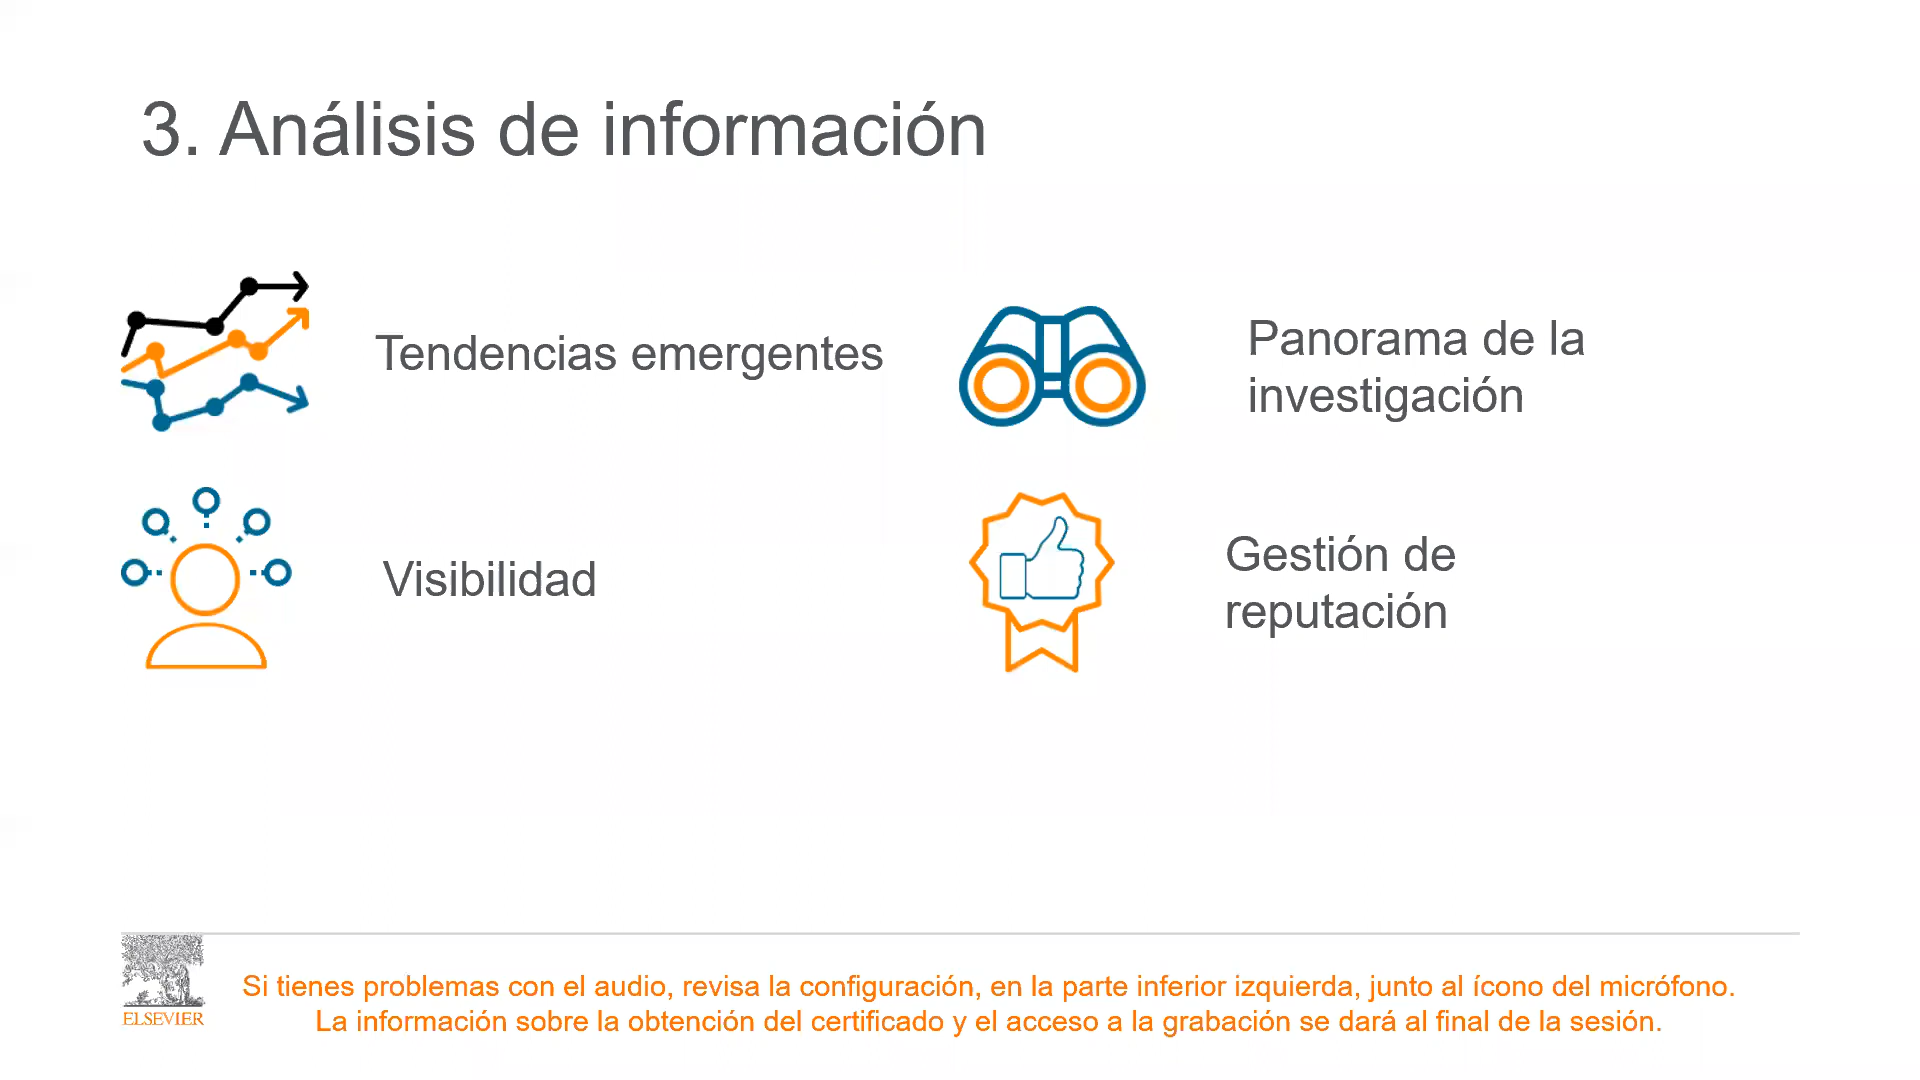 3. Análisis de información
Tendencias emergentes
Panorama de la
investigación
Visibilidad
Gestión de
reputación
ELSEVIER
Si tienes problemas con el audio, revisa la configuración, en la parte inferior izquierda, junto al ícono del micrófono.
La información sobre la obtención del certificado y el acceso a la grabación se dará al final de la sesión.